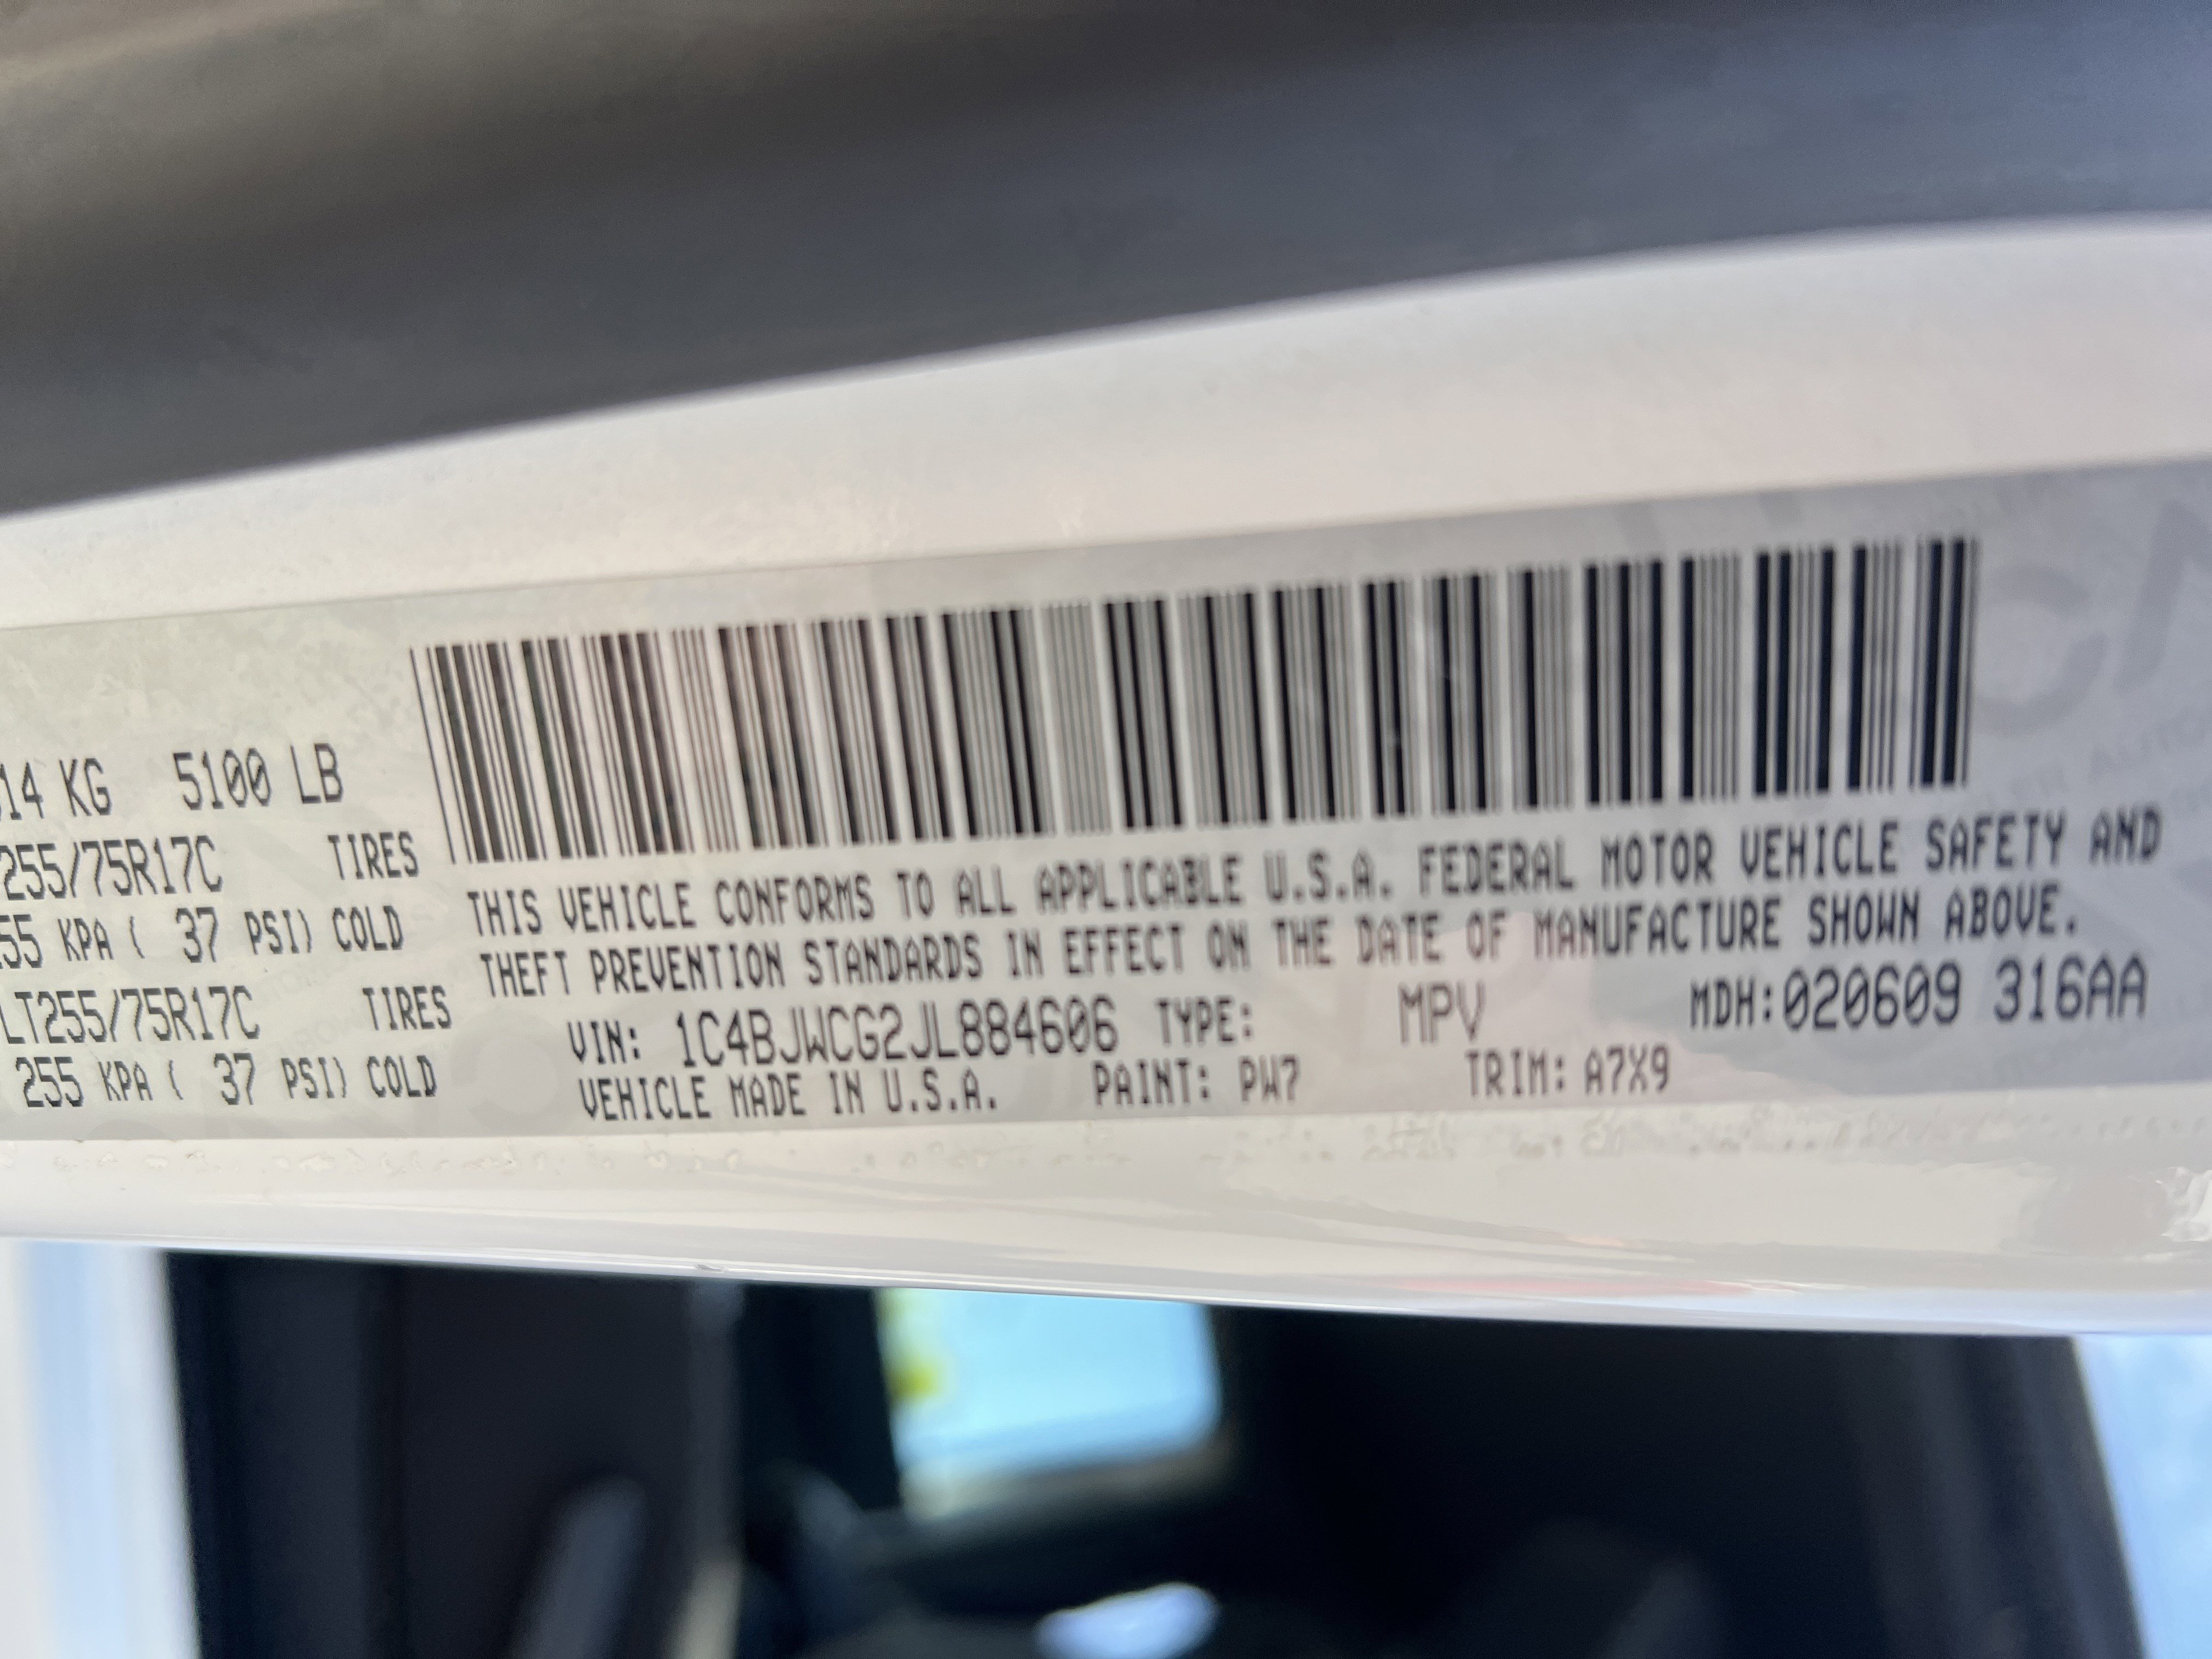 14 KG 5100 LB
255/75R17C TIRES
55 KPA ( 37 PSI) COLD
LT255/75R17C TIRES
255 KPA ( 37 PSI) COLD
THIS VEHICLE CONFORMS TO ALL APPLICABLE U.S.A. FEDERAL MOTOR VEHICLE SAFETY AND
THEFT PREVENTION STANDARDS IN EFFECT ON THE DATE OF MANUFACTURE SHOWN ABOVE.
VIN: 1C4BJWCG2JL884606 TYPE: MPV MDH:020609 316AA
VEHICLE MADE IN U.S.A. PAINT: PW7 TRIM: A7X9